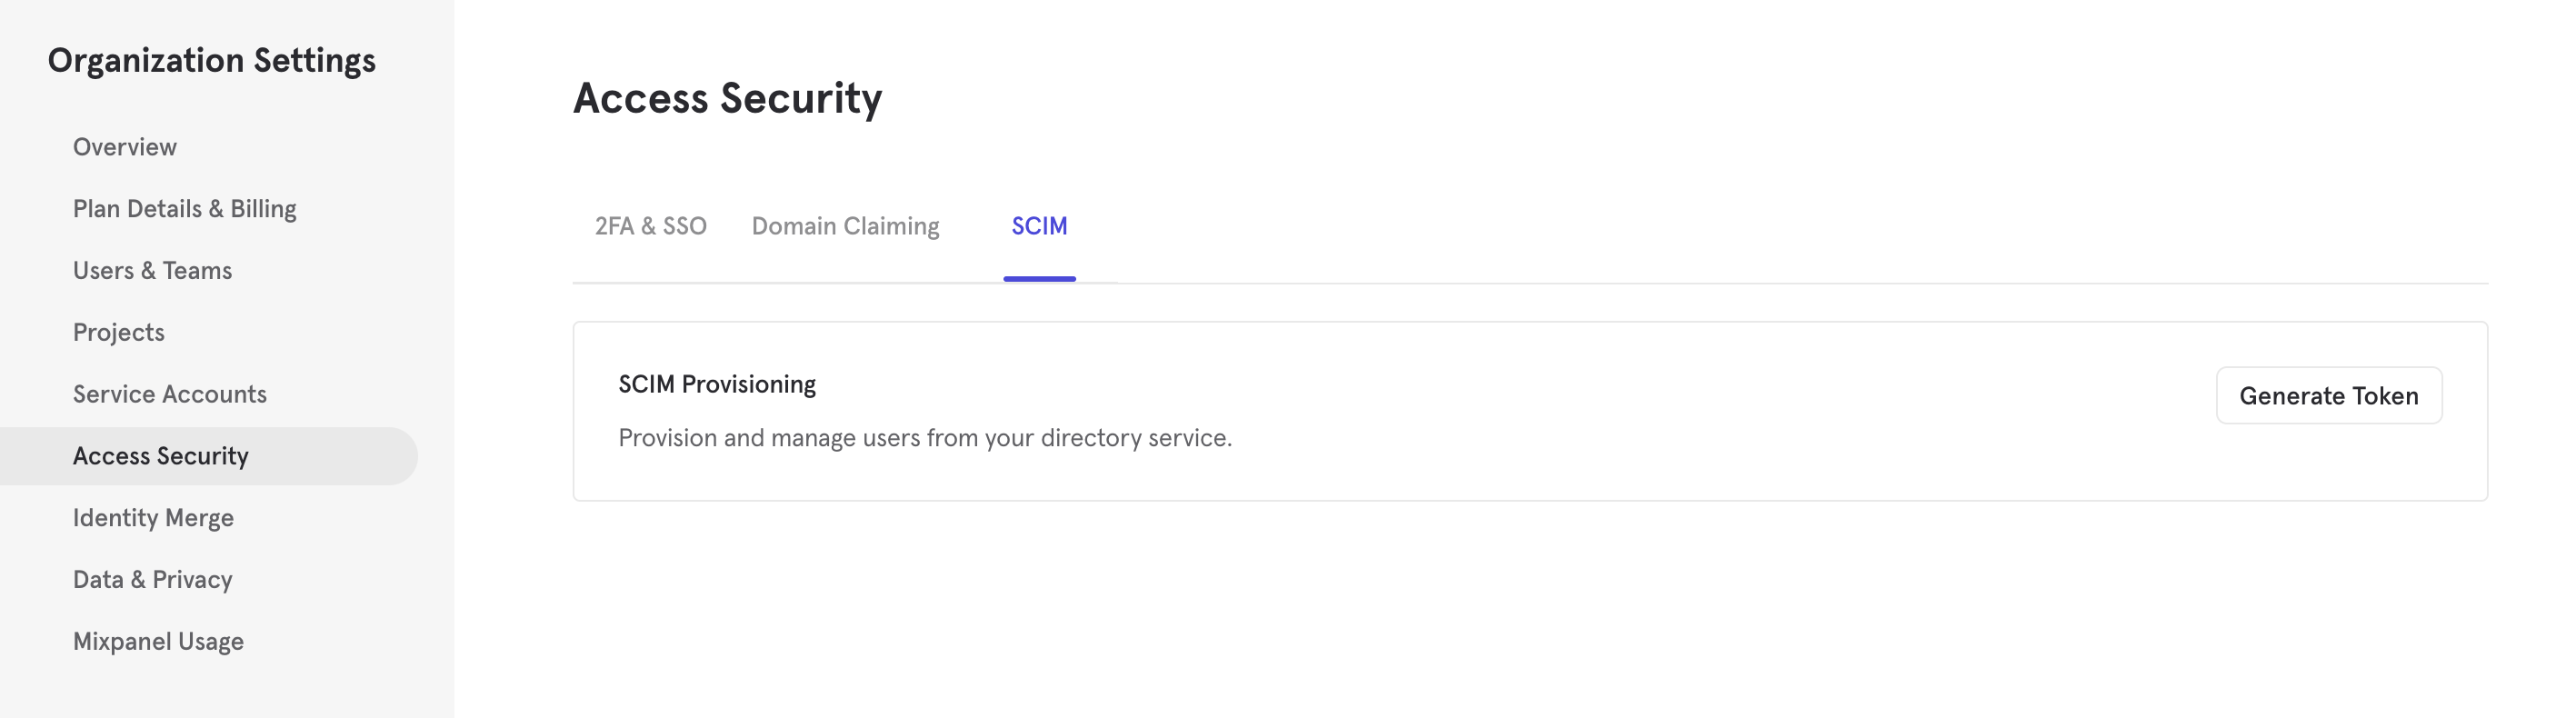 Organization Settings
Overview
Plan Details & Billing
Users & Teams
Projects
Service Accounts
Access Security
Identity Merge
Data & Privacy
Mixpanel Usage
Access Security
2FA & SSO
Domain Claiming
SCIM
SCIM Provisioning
Provision and manage users from your directory service.
Generate Token